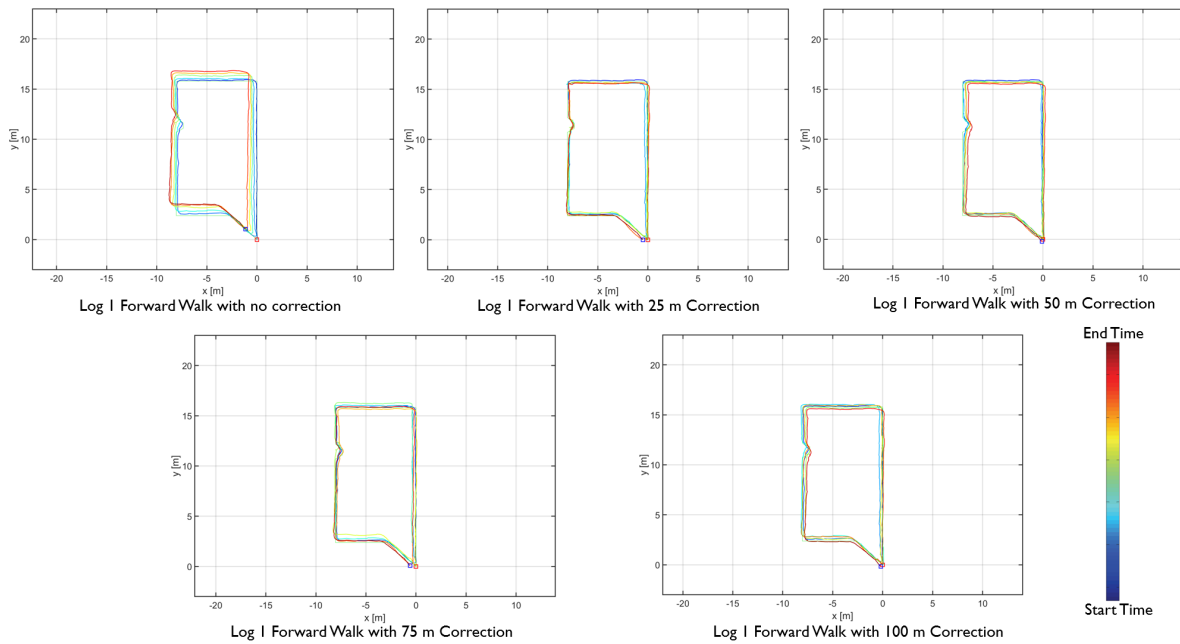 20
15
10
5
0
y [m]
-20 -15 -10 -5 0 5 10
x [m]
Log 1 Forward Walk with no correction
20
15
10
5
0
y [m]
-20 -15 -10 -5 0 5 10
x [m]
Log 1 Forward Walk with 25 m Correction
20
15
10
5
0
y [m]
-20 -15 -10 -5 0 5 10
x [m]
Log 1 Forward Walk with 50 m Correction
20
15
10
5
0
y [m]
-20 -15 -10 -5 0 5 10
x [m]
Log 1 Forward Walk with 75 m Correction
20
15
10
5
0
y [m]
-20 -15 -10 -5 0 5 10
x [m]
Log 1 Forward Walk with 100 m Correction
End Time
Start Time